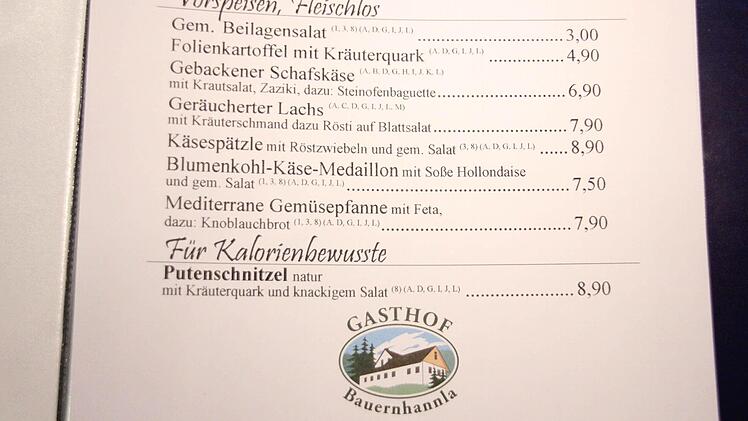 Vorspeisen, Fleischlos
Gem. Beilagensalat (1, 3, 8) (A, D, G, I, J, L) ........ 3,00
Folienkartoffel mit Kräuterquark (A, D, G, I, J, L) ........ 4,90
Gebackener Schafskäse (A, B, D, G, H, I, J, K, L)
mit Krautsalat, Zaziki, dazu: Steinofenbaguette ........ 6,90
Geräucherter Lachs (A, C, D, G, I, J, L, M)
mit Kräuterschmand dazu Rösti auf Blattsalat ........ 7,90
Käsespätzle mit Röstzwiebeln und gem. Salat (3, 8) (A, D, G, I, J, L) ...... 8,90
Blumenkohl-Käse-Medaillon mit Soße Hollondaise
und gem. Salat (1, 3, 8) (A, D, G, I, J, L) ........ 7,50
Mediterrane Gemüsepfanne mit Feta,
dazu: Knoblauchbrot (1, 3, 8) (A, D, G, I, J, L) ........ 7,90
Für Kalorienbewusste
Putenschnitzel natur
mit Kräuterquark und knackigem Salat (8) (A, D, G, I, J, L) ........ 8,90
GASTHOF
Bauernhannla